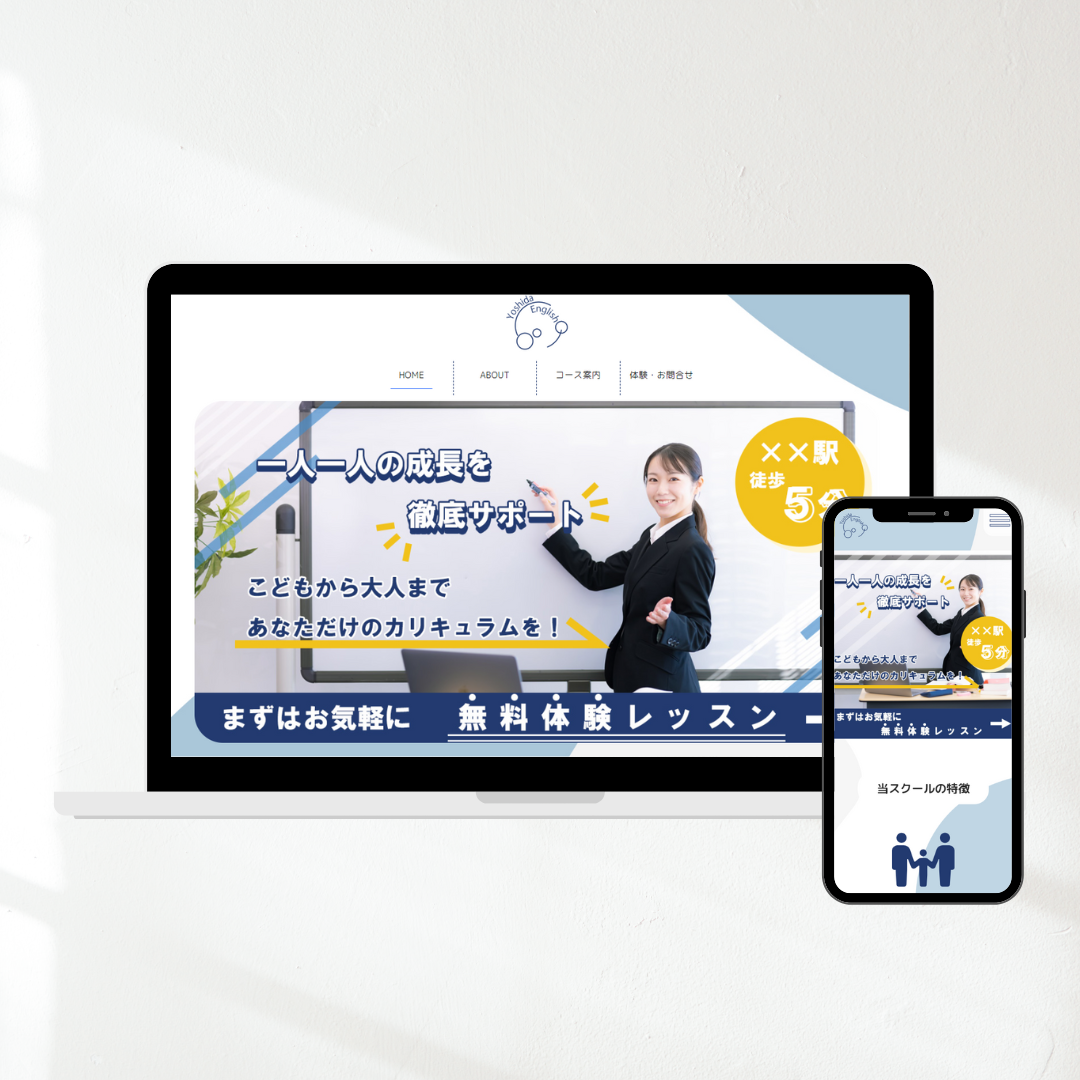 Yoshida
English
HOME
ABOUT
コース案内
体験・お問合せ
一人一人の成長を
徹底サポート
××駅
徒歩
5分
こどもから大人まで
あなただけのカリキュラムを！
まずはお気軽に 無料体験レッスン
Yoshida
English
一人一人の成長を
徹底サポート
××駅
徒歩
5分
こどもから大人まで
あなただけのカリキュラムを！
まずはお気軽に
無料体験レッスン
当スクールの特徴